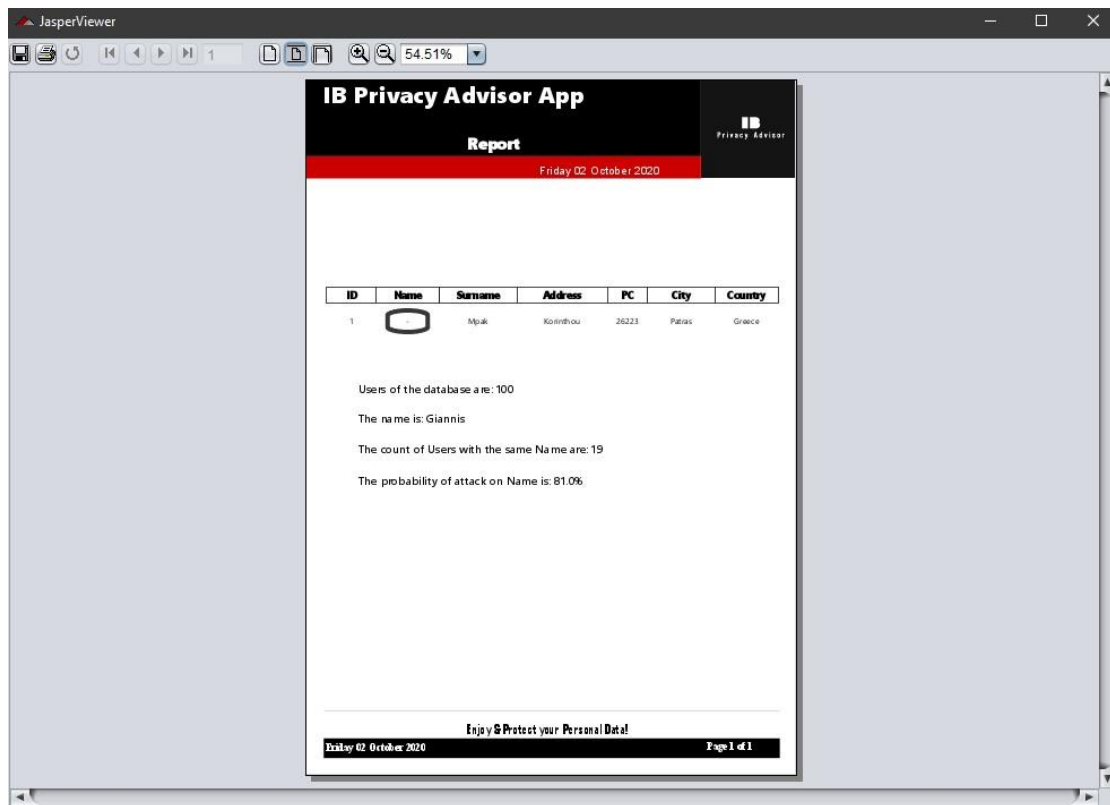 JasperViewer
1 54.51%
IB Privacy Advisor App
IB
Privacy Advisor
Report
Friday 02 October 2020
ID Name Surname Address PC City Country
1 - Mpak Korinthou 26223 Patras Greece
Users of the database are: 100
The name is: Giannis
The count of Users with the same Name are: 19
The probability of attack on Name is: 81.0%
Enjoy & Protect your Personal Data!
Friday 02 October 2020 Page 1 of 1